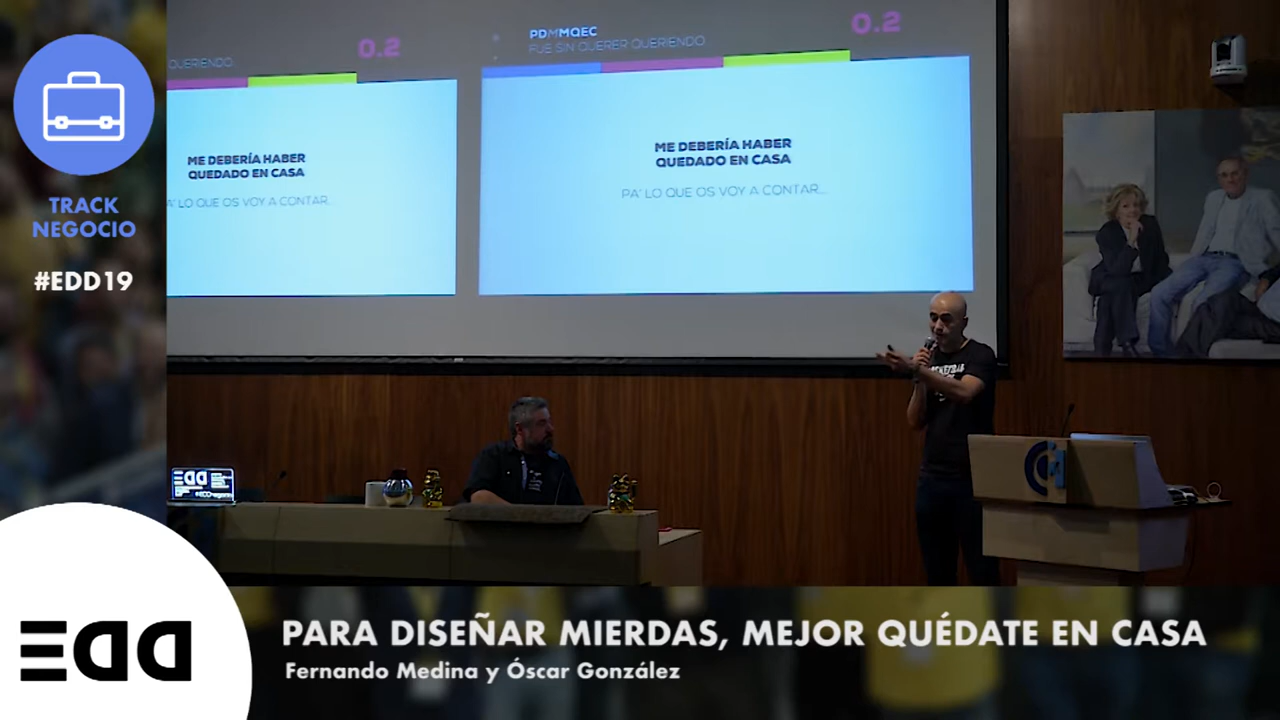 TRACK
NEGOCIO
#EDD19
QUERIENDO
0.2
ME DEBERÍA HABER
QUEDADO EN CASA
A' LO QUE OS VOY A CONTAR...
PDMMQEC
FUE SIN QUERER QUERIENDO
0.2
ME DEBERÍA HABER
QUEDADO EN CASA
PA' LO QUE OS VOY A CONTAR...
EDD
EDD
PARA DISEÑAR MIERDAS, MEJOR QUÉDATE EN CASA
Fernando Medina y Óscar González